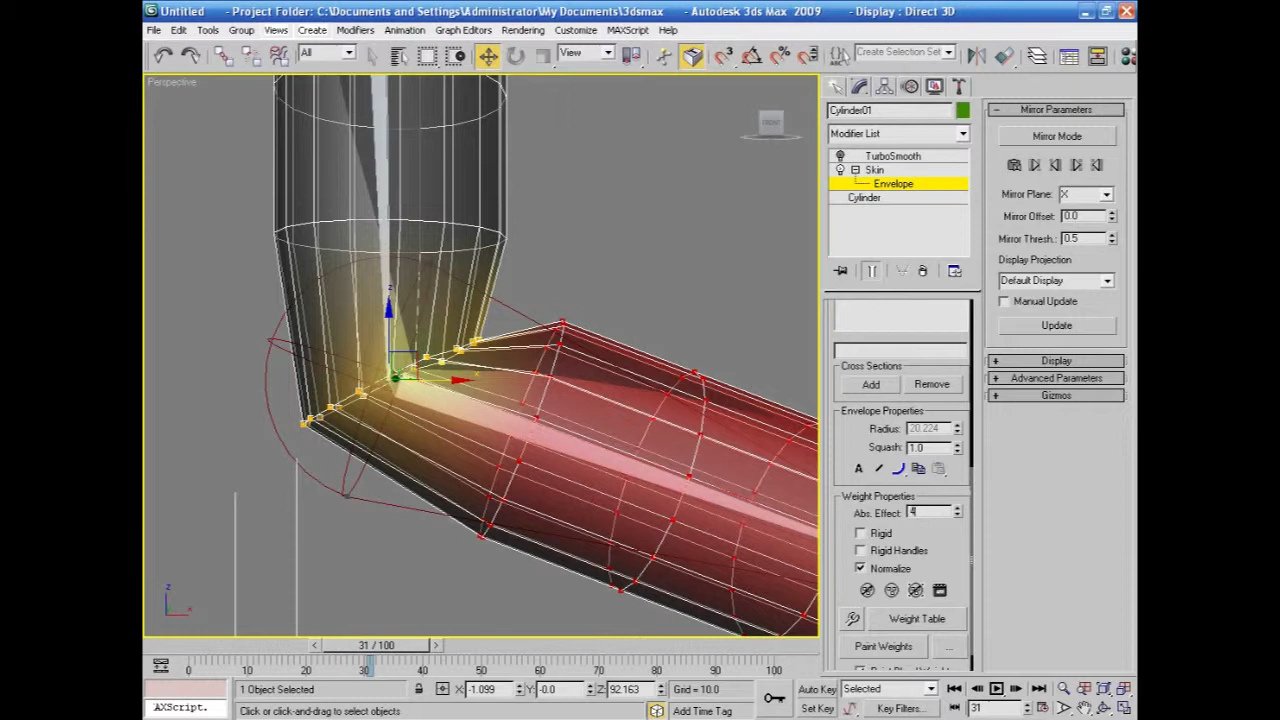 Untitled - Project Folder: C:\Documents and Settings\Administrator\My Documents\3dsmax - Autodesk 3ds Max 2009 - Display : Direct 3D
File Edit Tools Group Views Create Modifiers Animation Graph Editors Rendering Customize MAXScript Help
All View 3 Create Selection Set
Perspective
FRONT
Cylinder01
Modifier List
TurboSmooth
Skin
Envelope
Cylinder
Cross Sections
Add Remove
Envelope Properties
Radius: 20.224
Squash: 1.0
A
Weight Properties
Abs. Effect: 4
Rigid
Rigid Handles
Normalize
Weight Table
Paint Weights ...
Mirror Parameters
Mirror Mode
Mirror Plane: X
Mirror Offset: 0.0
Mirror Thresh.: 0.5
Display Projection
Default Display
Manual Update
Update
Display
Advanced Parameters
Gizmos
z
x
z
x
< 31 / 100 >
0 10 20 30 40 50 60 70 80 90 100
1 Object Selected X: -1.099 Y: -0.0 Z: 92.163 Grid = 10.0 Auto Key Selected
AXScript. Click or click-and-drag to select objects Add Time Tag Set Key Key Filters... 31